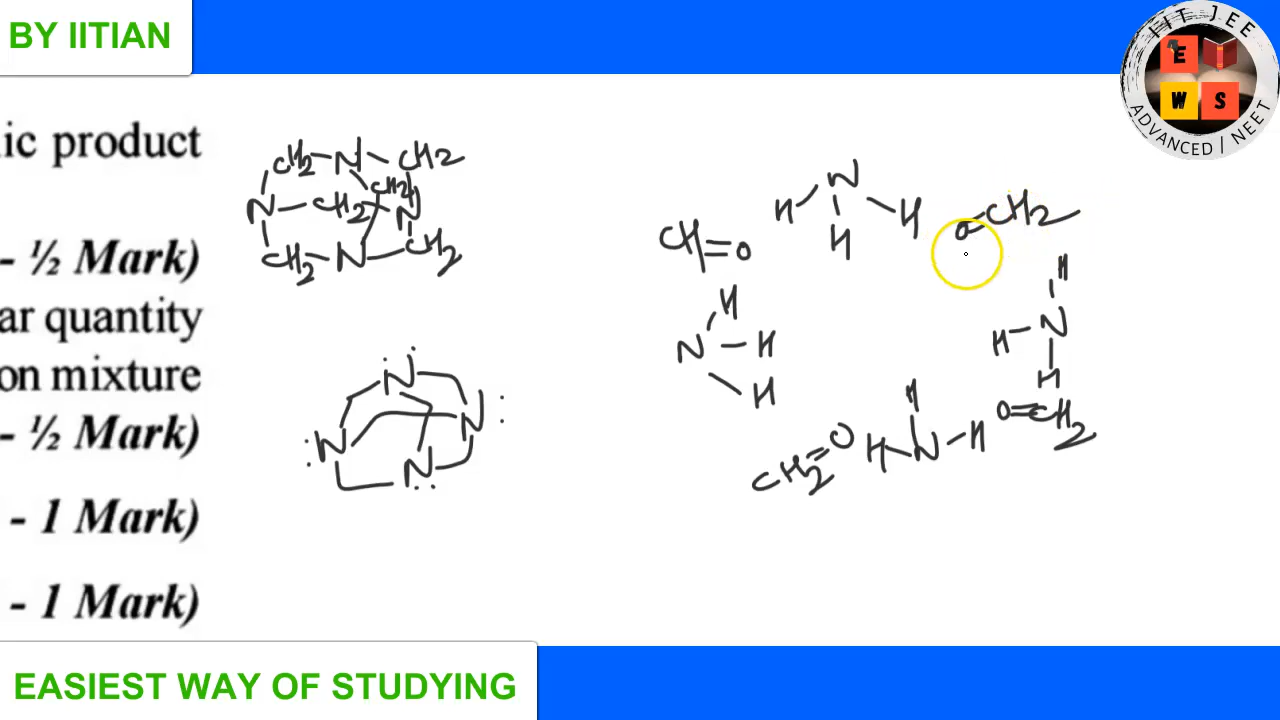 BY IITIAN
IIT JEE
E
W S
ADVANCED | NEET
ic product
- ½ Mark)
ar quantity
on mixture
- ½ Mark)
- 1 Mark)
- 1 Mark)
CH2 - N - CH2
CH2
N - CH2 - N
CH2 - N - CH2
N
N N
N
N
H H
H
O=CH2
CH=O
H
N - H
H
H
H - N
H
O=CH2
H
CH2=O H N - H
EASIEST WAY OF STUDYING